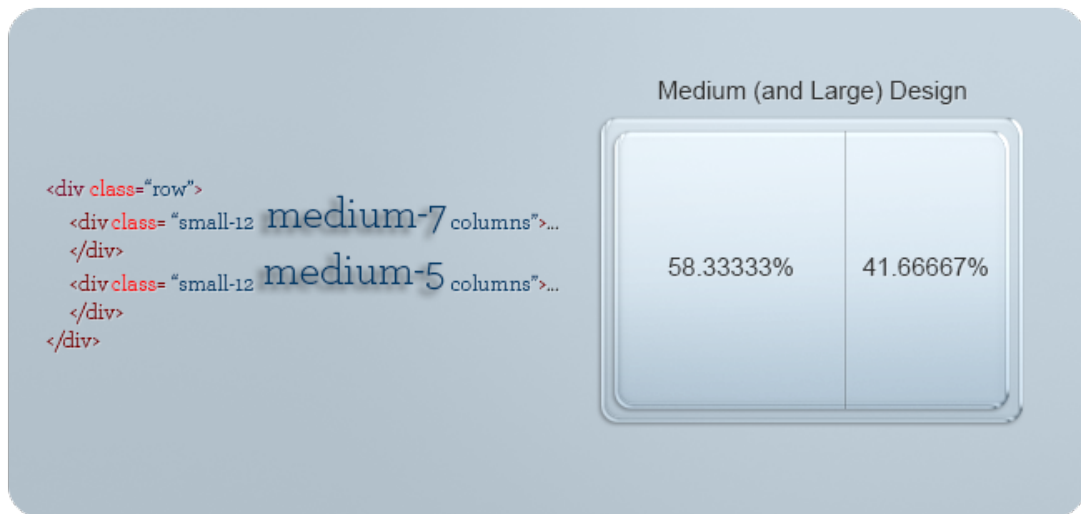 <div class=“row”>
<div class= “small-12 medium-7 columns”>...
</div>
<div class= “small-12 medium-5 columns”>...
</div>
</div>
Medium (and Large) Design
58.33333% 41.66667%